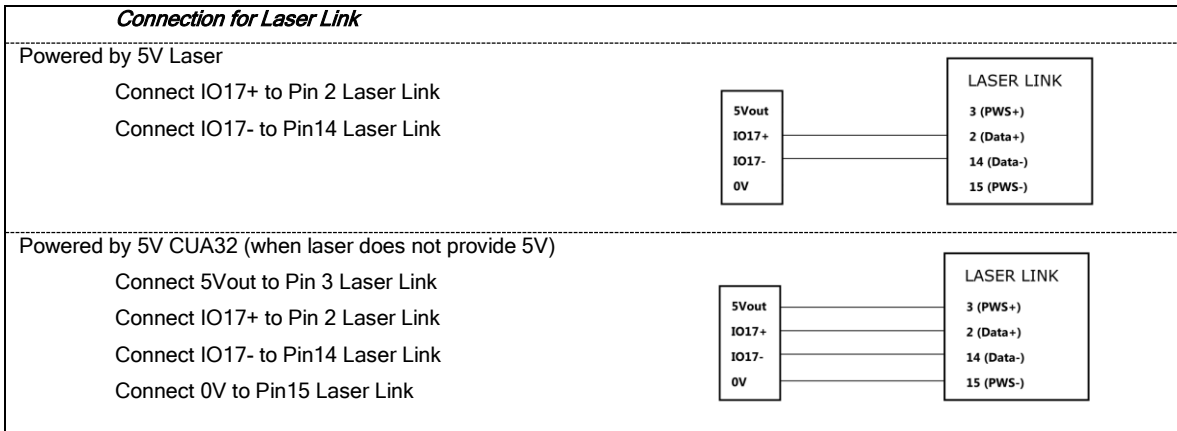 Connection for Laser Link
Powered by 5V Laser
Connect IO17+ to Pin 2 Laser Link
Connect IO17- to Pin14 Laser Link
5Vout
IO17+
IO17-
0V
LASER LINK
3 (PWS+)
2 (Data+)
14 (Data-)
15 (PWS-)
Powered by 5V CUA32 (when laser does not provide 5V)
Connect 5Vout to Pin 3 Laser Link
Connect IO17+ to Pin 2 Laser Link
Connect IO17- to Pin14 Laser Link
Connect 0V to Pin15 Laser Link
5Vout
IO17+
IO17-
0V
LASER LINK
3 (PWS+)
2 (Data+)
14 (Data-)
15 (PWS-)